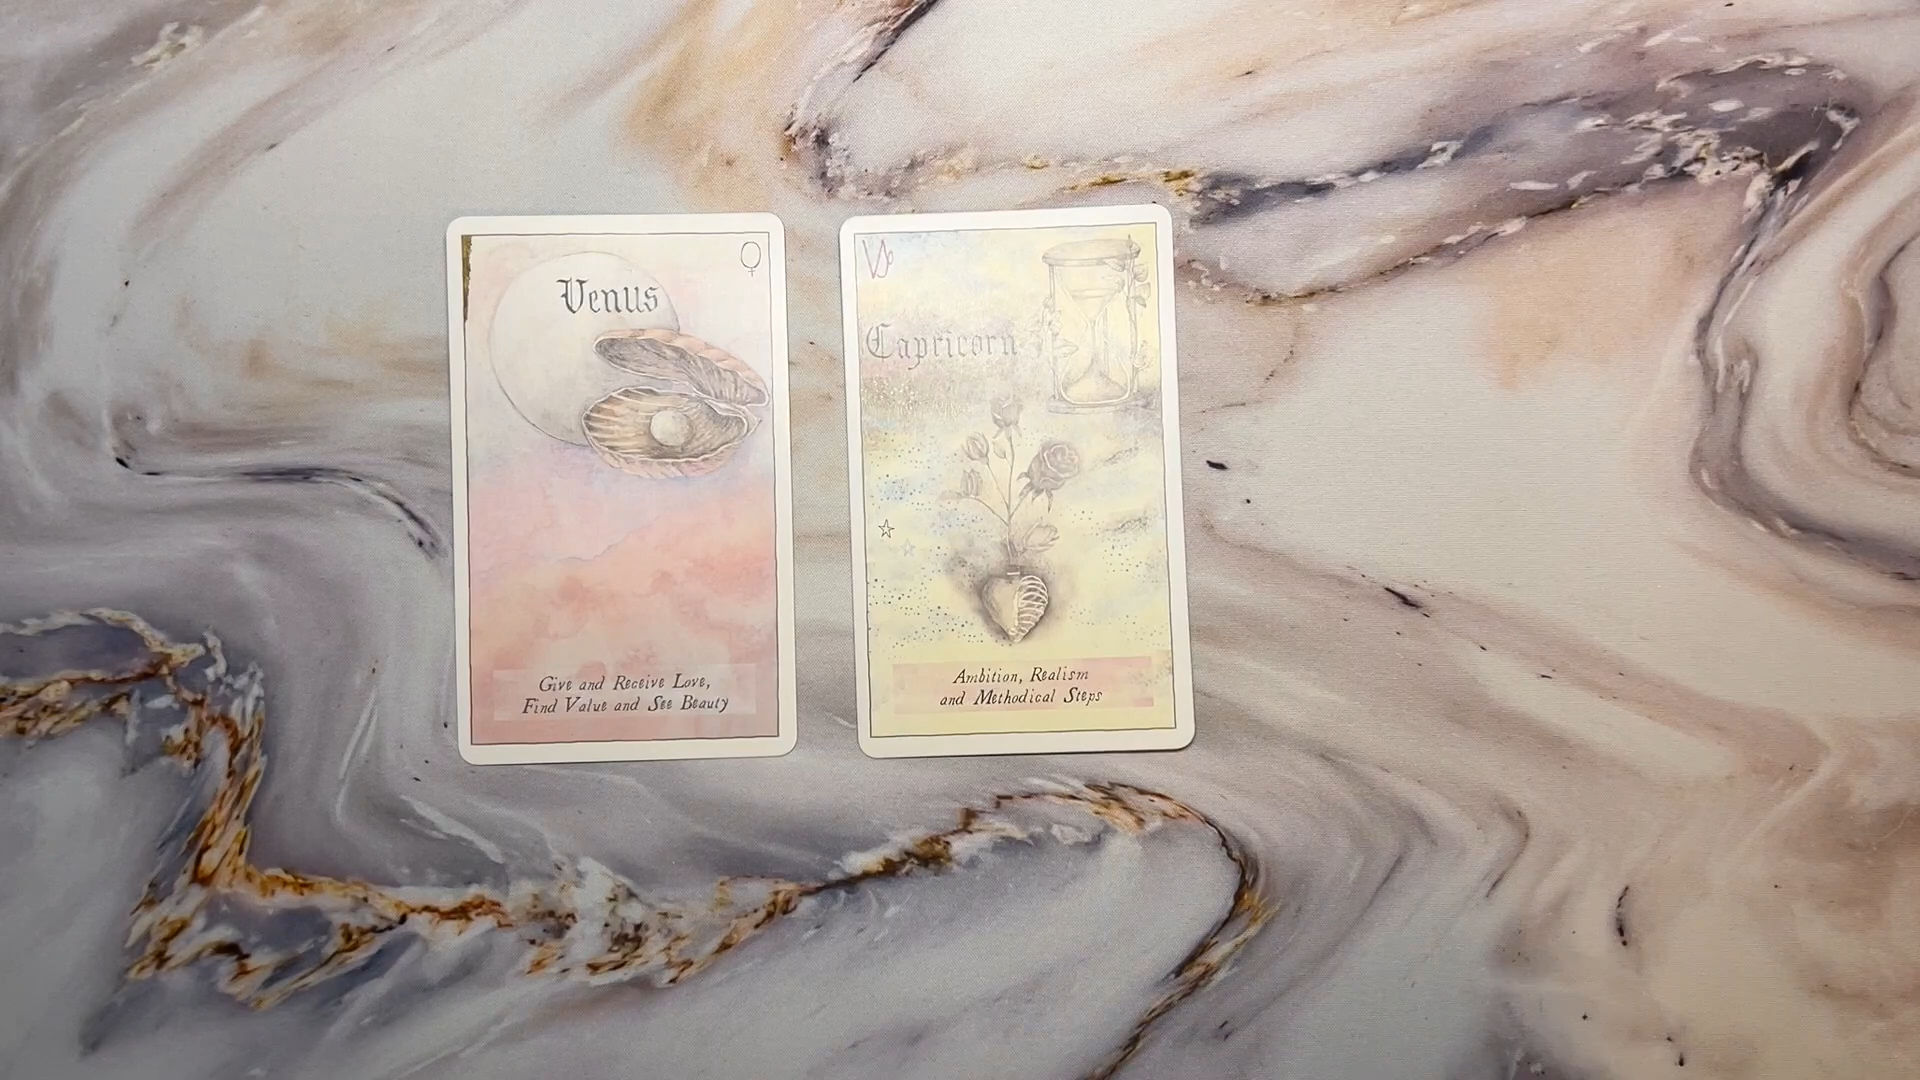 Venus
Give and Receive Love,
Find Value and See Beauty
Capricorn
Ambition, Realism
and Methodical Steps